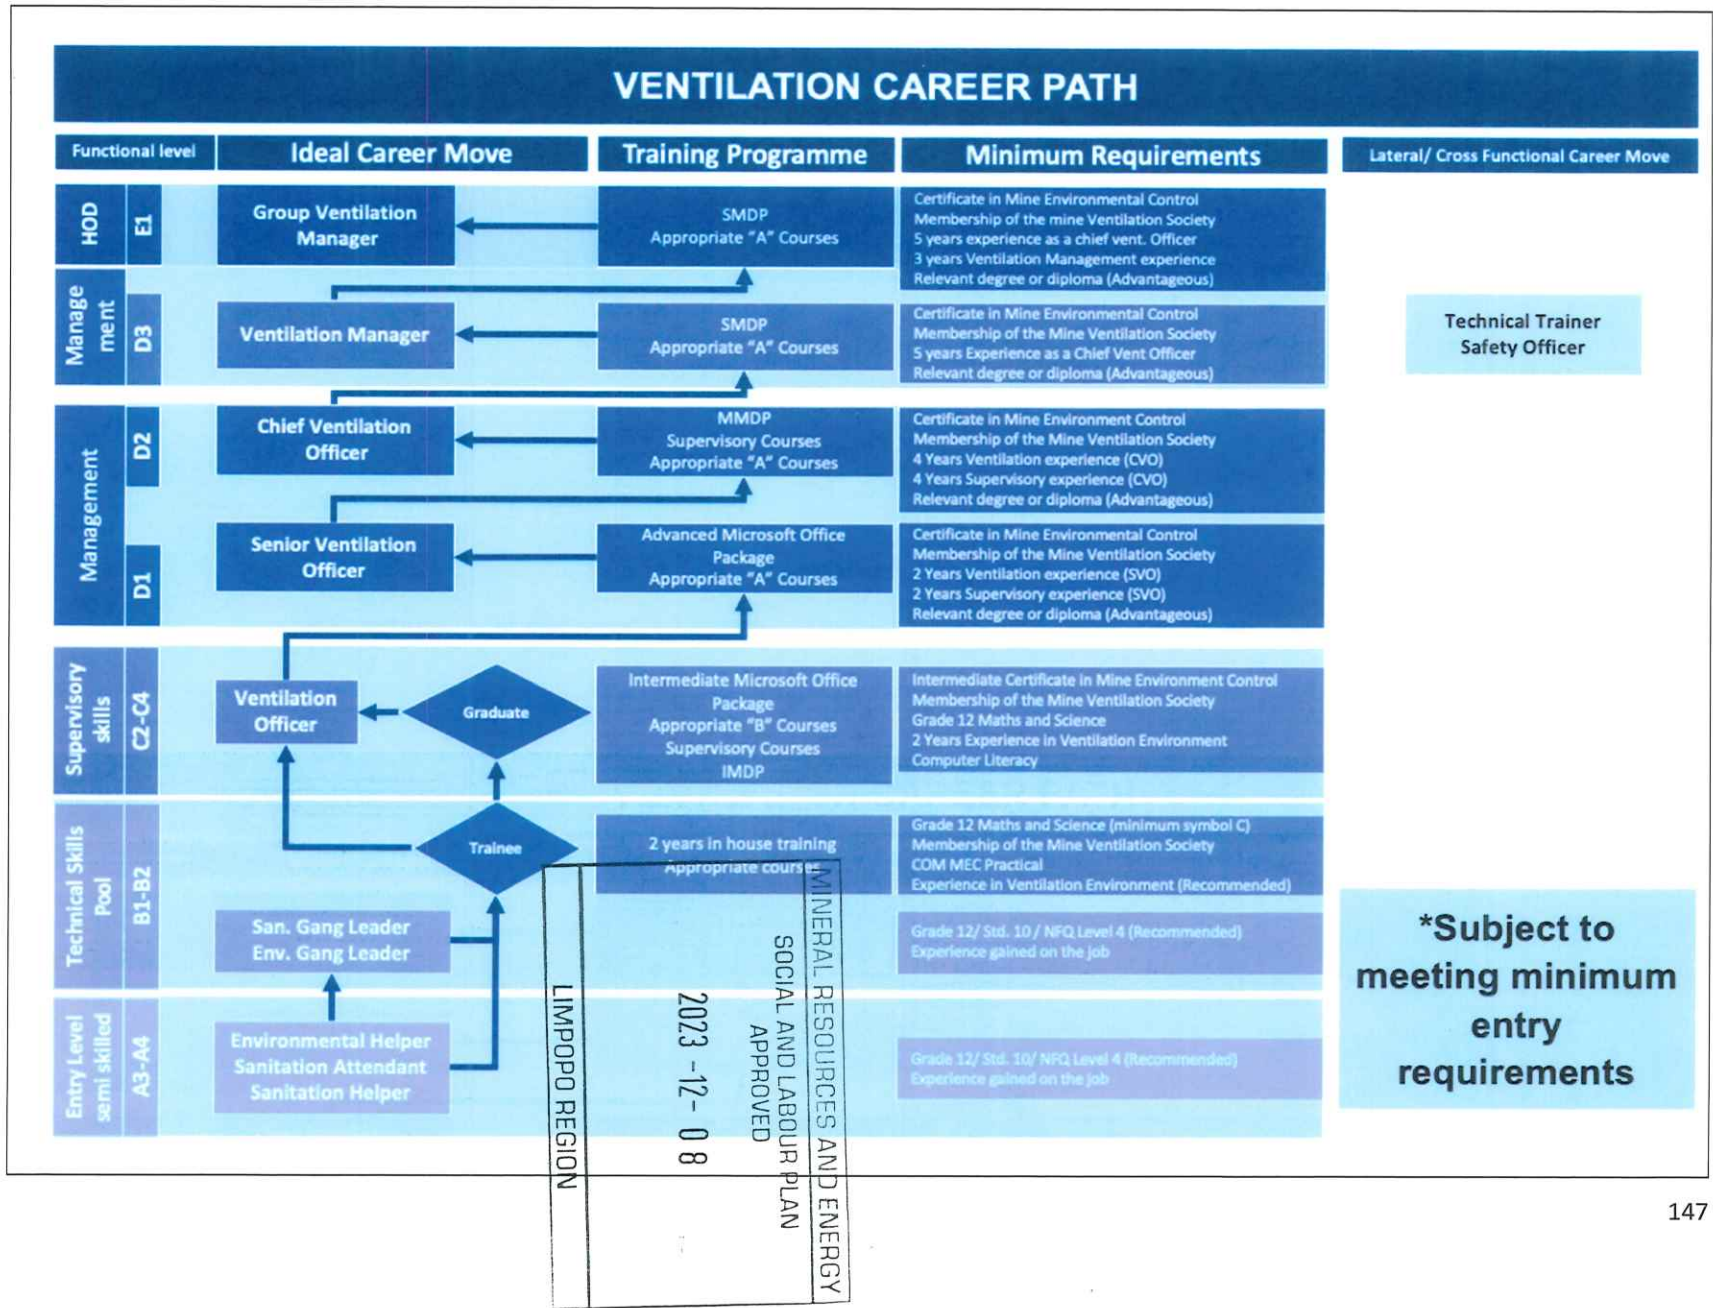 VENTILATION CAREER PATH
Functional level
Ideal Career Move
Training Programme
Minimum Requirements
Lateral/ Cross Functional Career Move
HOD
E1
Group Ventilation
Manager
SMDP
Appropriate "A" Courses
Certificate in Mine Environmental Control
Membership of the mine Ventilation Society
5 years experience as a chief vent. Officer
3 years Ventilation Management experience
Relevant degree or diploma (Advantageous)
Manage
ment
D3
Ventilation Manager
SMDP
Appropriate "A" Courses
Certificate in Mine Environmental Control
Membership of the Mine Ventilation Society
5 years Experience as a Chief Vent Officer
Relevant degree or diploma (Advantageous)
Technical Trainer
Safety Officer
Management
D2
Chief Ventilation
Officer
MMDP
Supervisory Courses
Appropriate "A" Courses
Certificate in Mine Environment Control
Membership of the Mine Ventilation Society
4 Years Ventilation experience (CVO)
4 Years Supervisory experience (CVO)
Relevant degree or diploma (Advantageous)
D1
Senior Ventilation
Officer
Advanced Microsoft Office
Package
Appropriate "A" Courses
Certificate in Mine Environmental Control
Membership of the Mine Ventilation Society
2 Years Ventilation experience (SVO)
2 Years Supervisory experience (SVO)
Relevant degree or diploma (Advantageous)
Supervisory
skills
C2-C4
Ventilation
Officer
Graduate
Intermediate Microsoft Office
Package
Appropriate "B" Courses
Supervisory Courses
IMDP
Intermediate Certificate in Mine Environment Control
Membership of the Mine Ventilation Society
Grade 12 Maths and Science
2 Years Experience in Ventilation Environment
Computer Literacy
Technical Skills
Pool
B1-B2
Trainee
2 years in house training
Appropriate courses
Grade 12 Maths and Science (minimum symbol C)
Membership of the Mine Ventilation Society
COM MEC Practical
Experience in Ventilation Environment (Recommended)
San. Gang Leader
Env. Gang Leader
Grade 12/ Std. 10 / NFQ Level 4 (Recommended)
Experience gained on the job
Entry Level
semi skilled
A3-A4
Environmental Helper
Sanitation Attendant
Sanitation Helper
Grade 12/ Std. 10/ NFQ Level 4 (Recommended)
Experience gained on the job
*Subject to
meeting minimum
entry
requirements
MINERAL RESOURCES AND ENERGY
SOCIAL AND LABOUR PLAN
APPROVED
2023 -12- 08
LIMPOPO REGION
147